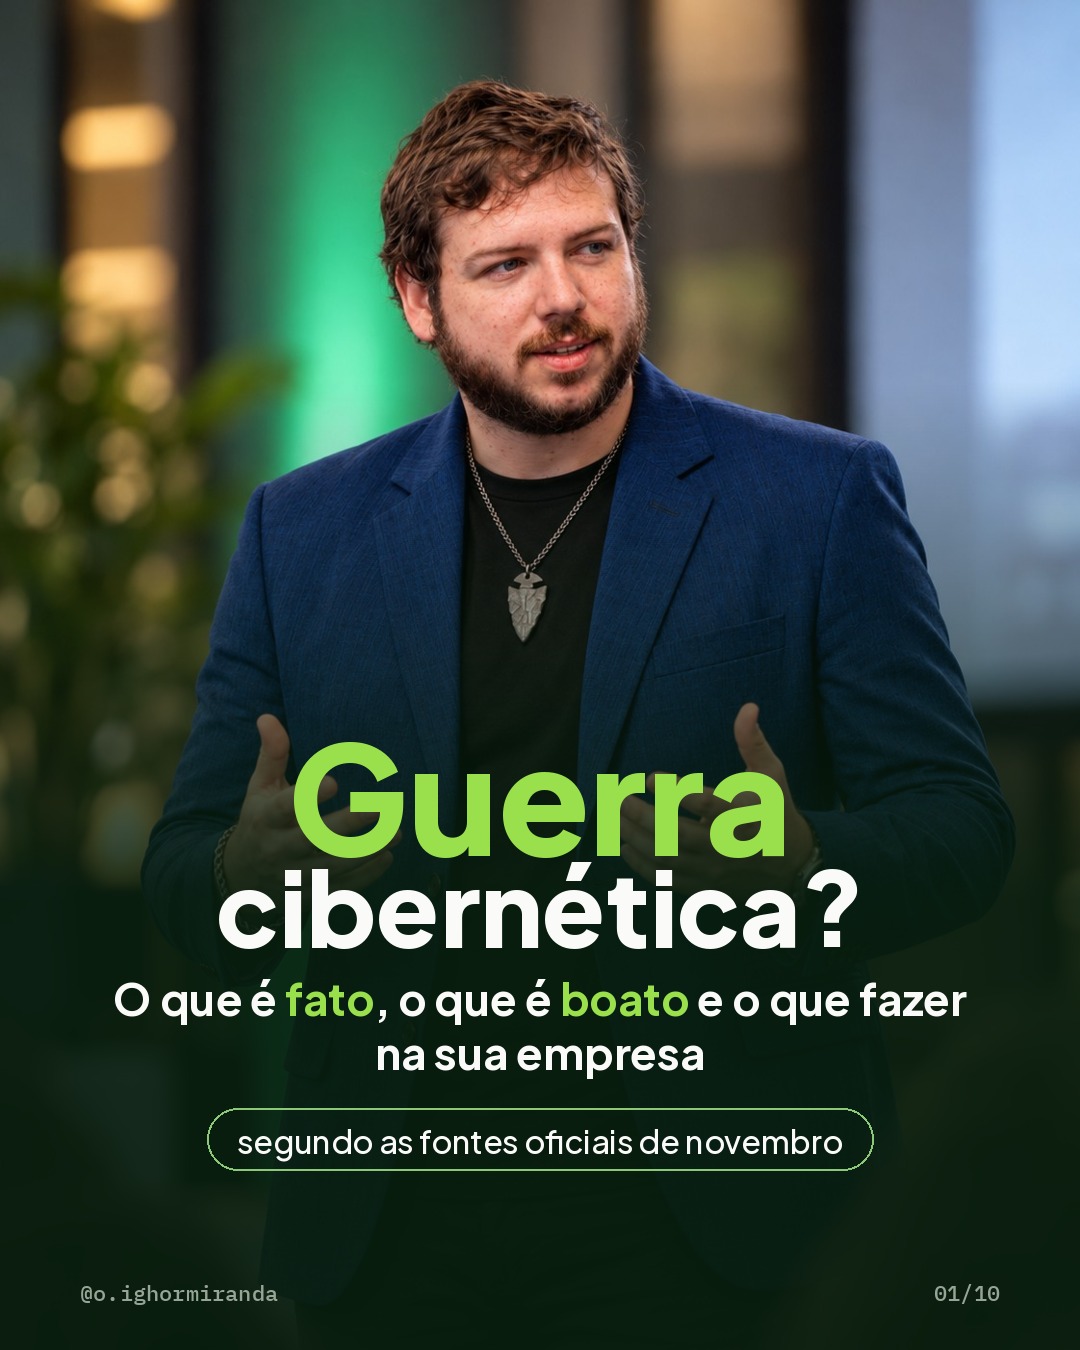 Guerra
cibernética?
O que é fato, o que é boato e o que fazer
na sua empresa
segundo as fontes oficiais de novembro
@o.ighormiranda
01/10